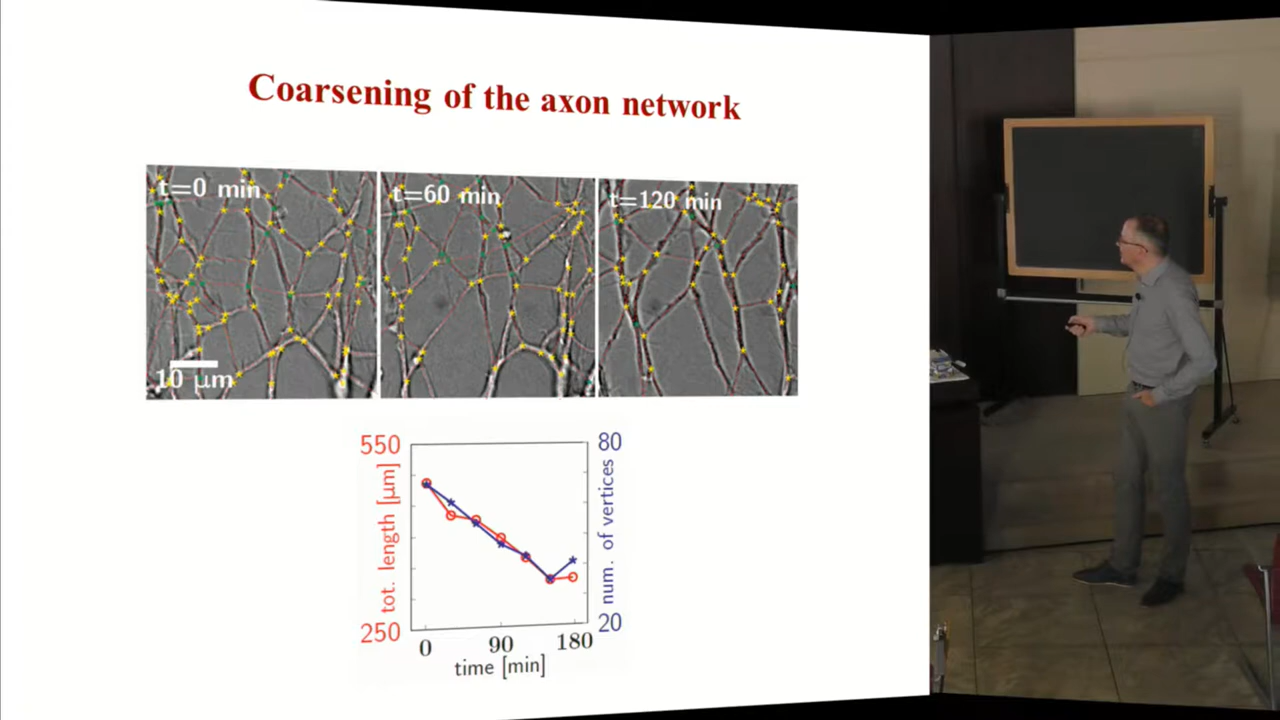 Coarsening of the axon network
t=0 min
t=60 min
t=120 min
10 μm
550
80
tot. length [μm]
num. of vertices
250
20
0
90
180
time [min]